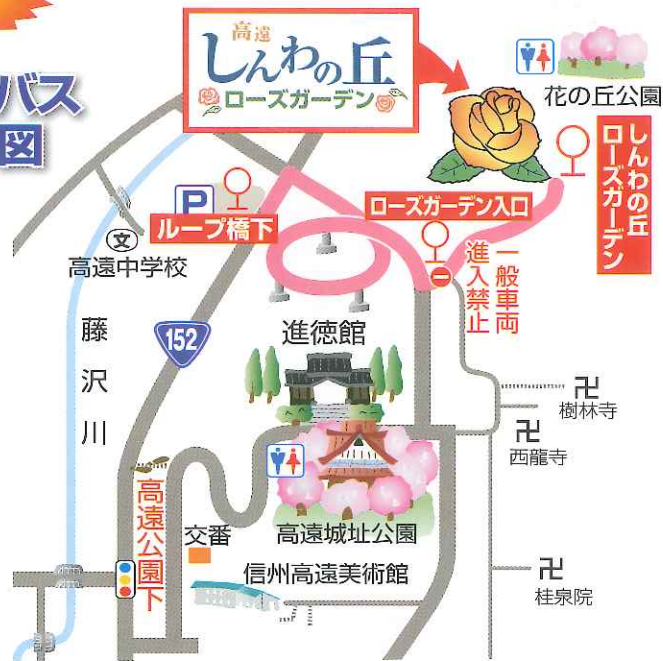 バス
図
高遠
しんわの丘
ローズガーデン
花の丘公園
しんわの丘
ローズガーデン
P
ループ橋下
ローズガーデン入口
一般車両
進入禁止
文
高遠中学校
藤沢川
152
進徳館
卍
樹林寺
卍
西龍寺
高遠公園下
交番
高遠城址公園
信州高遠美術館
卍
桂泉院